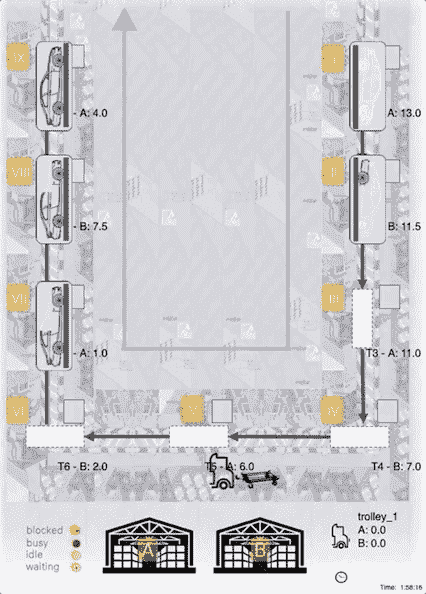 IX
I
- A: 4.0
A: 13.0
VIII
II
- B: 7.5
B: 11.5
VII
III
- A: 1.0
T3 - A: 11.0
VI
V
IV
T6 - B: 2.0
T5 - A: 6.0
T4 - B: 7.0
blocked
busy
idle
waiting
A
B
trolley_1
A: 0.0
B: 0.0
Time: 1:58:16